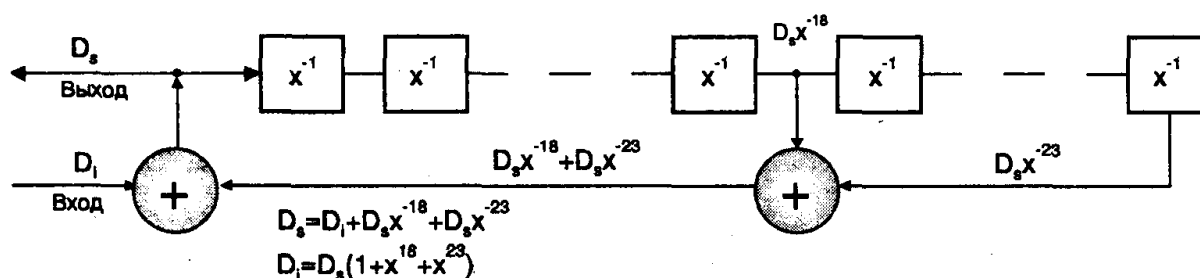 Dₛx⁻¹⁸
Dₛ
Выход
x⁻¹
x⁻¹
x⁻¹
x⁻¹
x⁻¹
Dᵢ
Вход
+
Dₛx⁻¹⁸+Dₛx⁻²³
+
Dₛx⁻²³
Dₛ=Dᵢ+Dₛx⁻¹⁸+Dₛx⁻²³
Dᵢ=Dₛ(1+x¹⁸+x²³)